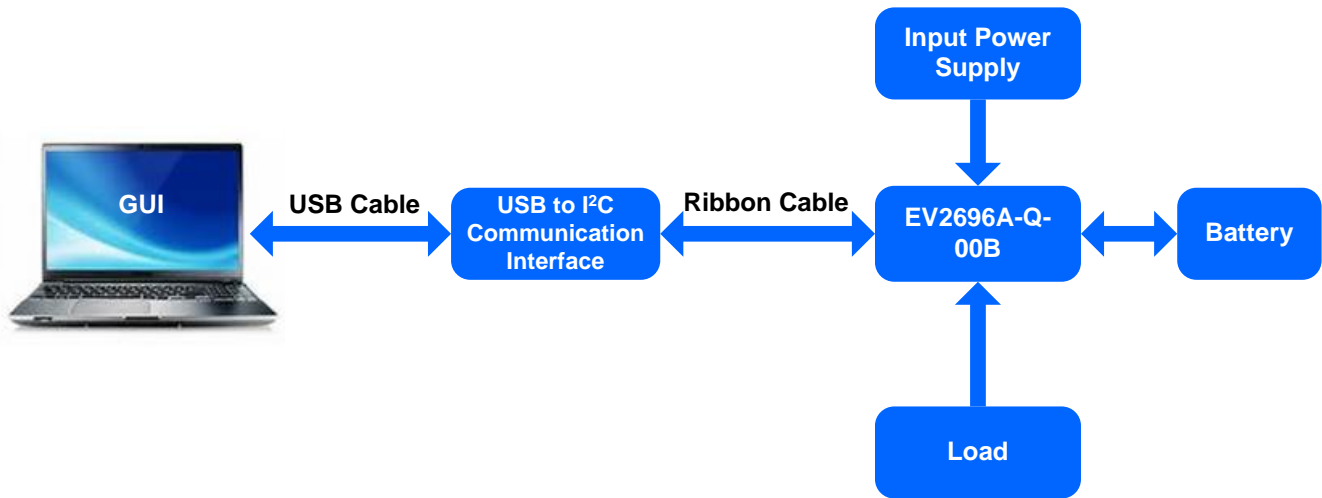 Input Power
Supply
GUI
USB Cable
USB to I²C
Communication
Interface
Ribbon Cable
EV2696A-Q-
00B
Battery
Load